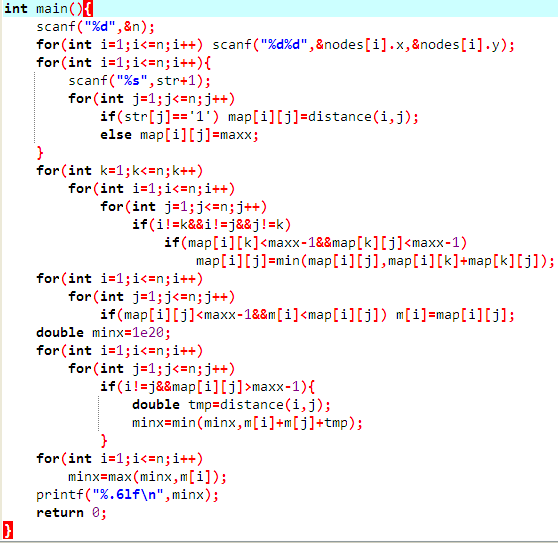 int main(){
    scanf("%d",&n);
    for(int i=1;i<=n;i++) scanf("%d%d",&nodes[i].x,&nodes[i].y);
    for(int i=1;i<=n;i++){
        scanf("%s",str+1);
        for(int j=1;j<=n;j++)
            if(str[j]=='1') map[i][j]=distance(i,j);
            else map[i][j]=maxx;
    }
    for(int k=1;k<=n;k++)
        for(int i=1;i<=n;i++)
            for(int j=1;j<=n;j++)
                if(i!=k&&i!=j&&j!=k)
                    if(map[i][k]<maxx-1&&map[k][j]<maxx-1)
                        map[i][j]=min(map[i][j],map[i][k]+map[k][j]);
    for(int i=1;i<=n;i++)
        for(int j=1;j<=n;j++)
            if(map[i][j]<maxx-1&&m[i]<map[i][j]) m[i]=map[i][j];
    double minx=1e20;
    for(int i=1;i<=n;i++)
        for(int j=1;j<=n;j++)
            if(i!=j&&map[i][j]>maxx-1){
                double tmp=distance(i,j);
                minx=min(minx,m[i]+m[j]+tmp);
            }
    for(int i=1;i<=n;i++)
        minx=max(minx,m[i]);
    printf("%.6lf\n",minx);
    return 0;
}